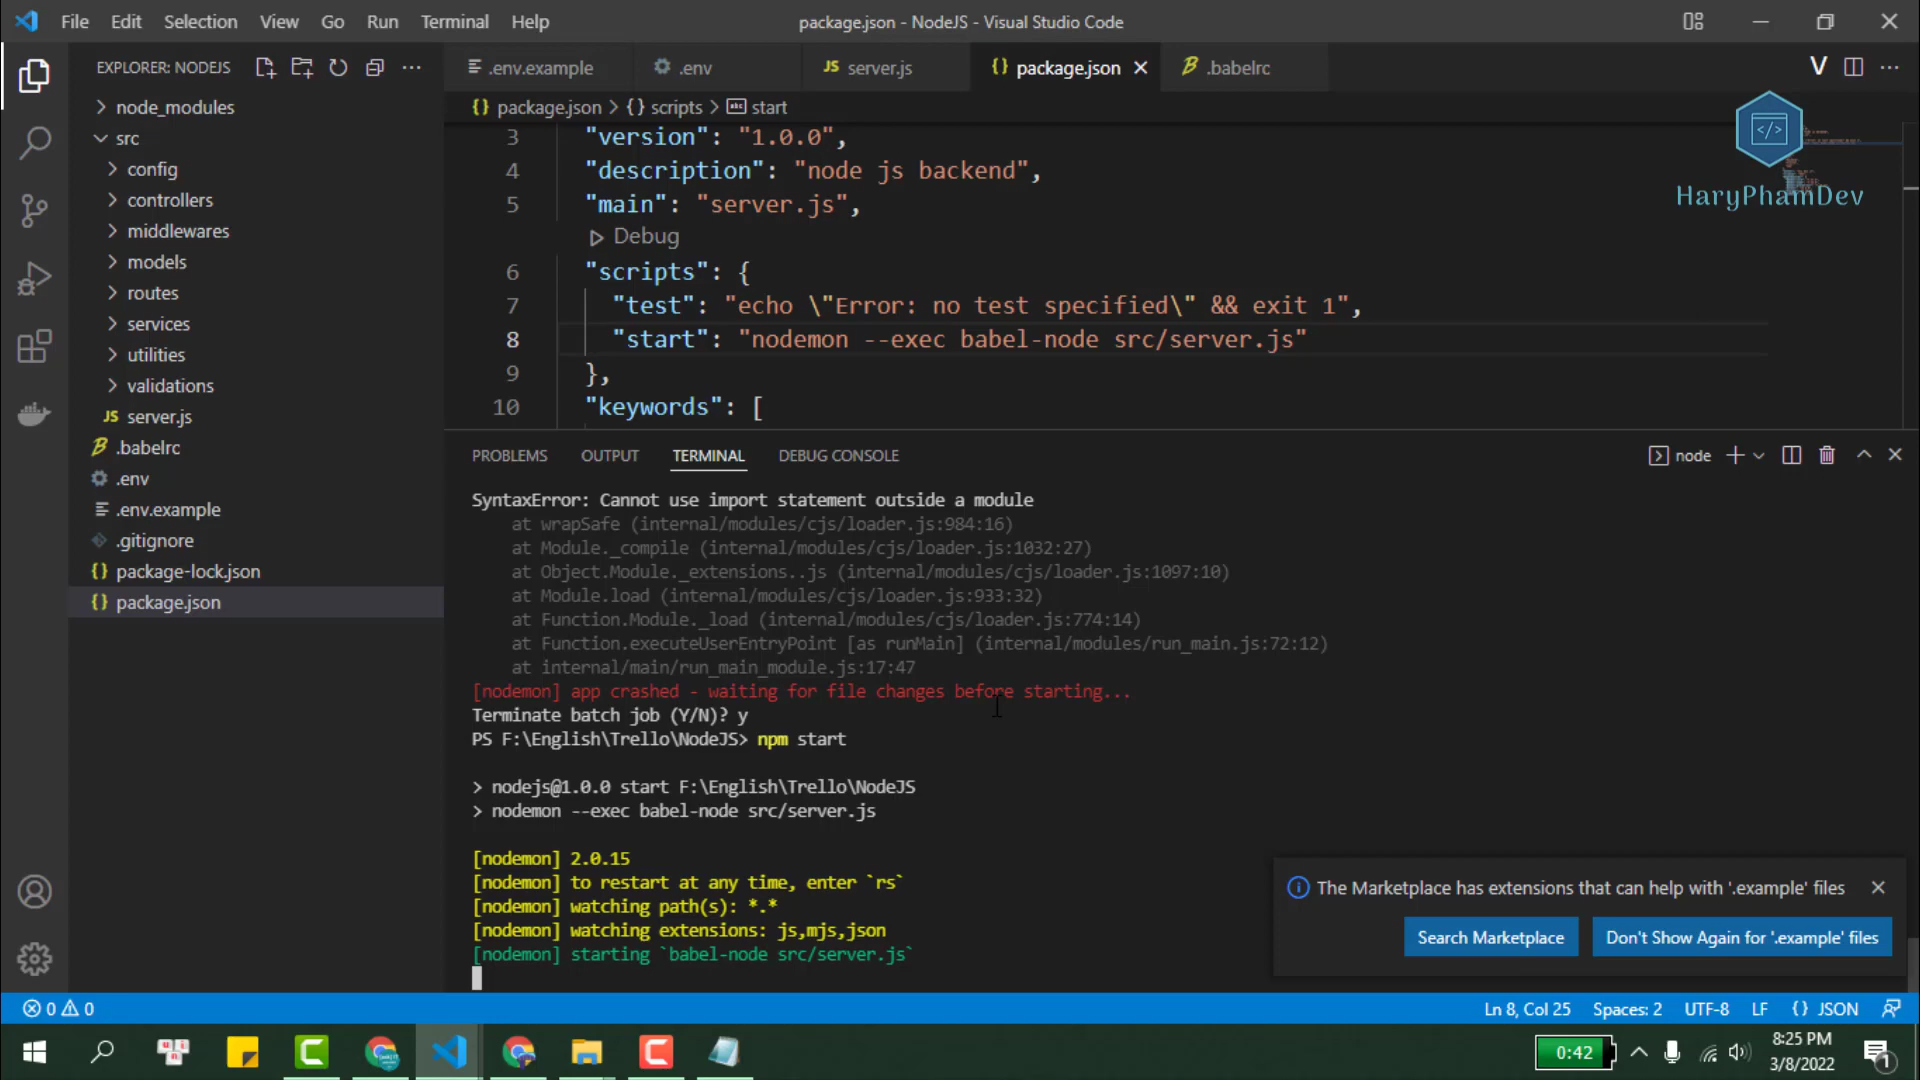 File Edit Selection View Go Run Terminal Help
package.json - NodeJS - Visual Studio Code
EXPLORER: NODEJS
node_modules
src
config
controllers
middlewares
models
routes
services
utilities
validations
JS server.js
.babelrc
.env
.env.example
.gitignore
{} package-lock.json
{} package.json
.env.example
.env
JS server.js
{} package.json
.babelrc
{} package.json > {} scripts > abc start
HaryPhamDev
3 "version": "1.0.0",
4 "description": "node js backend",
5 "main": "server.js",
Debug
6 "scripts": {
7 "test": "echo \"Error: no test specified\" && exit 1",
8 "start": "nodemon --exec babel-node src/server.js"
9 },
10 "keywords": [
PROBLEMS OUTPUT TERMINAL DEBUG CONSOLE
node
SyntaxError: Cannot use import statement outside a module
at wrapSafe (internal/modules/cjs/loader.js:984:16)
at Module._compile (internal/modules/cjs/loader.js:1032:27)
at Object.Module._extensions..js (internal/modules/cjs/loader.js:1097:10)
at Module.load (internal/modules/cjs/loader.js:933:32)
at Function.Module._load (internal/modules/cjs/loader.js:774:14)
at Function.executeUserEntryPoint [as runMain] (internal/modules/run_main.js:72:12)
at internal/main/run_main_module.js:17:47
[nodemon] app crashed - waiting for file changes before starting...
Terminate batch job (Y/N)? y
PS F:\English\Trello\NodeJS> npm start
> nodejs@1.0.0 start F:\English\Trello\NodeJS
> nodemon --exec babel-node src/server.js
[nodemon] 2.0.15
[nodemon] to restart at any time, enter `rs`
[nodemon] watching path(s): *.*
[nodemon] watching extensions: js,mjs,json
[nodemon] starting `babel-node src/server.js`
The Marketplace has extensions that can help with '.example' files
Search Marketplace
Don't Show Again for '.example' files
0 0
Ln 8, Col 25 Spaces: 2 UTF-8 LF {} JSON
0:42
8:25 PM
3/8/2022
1